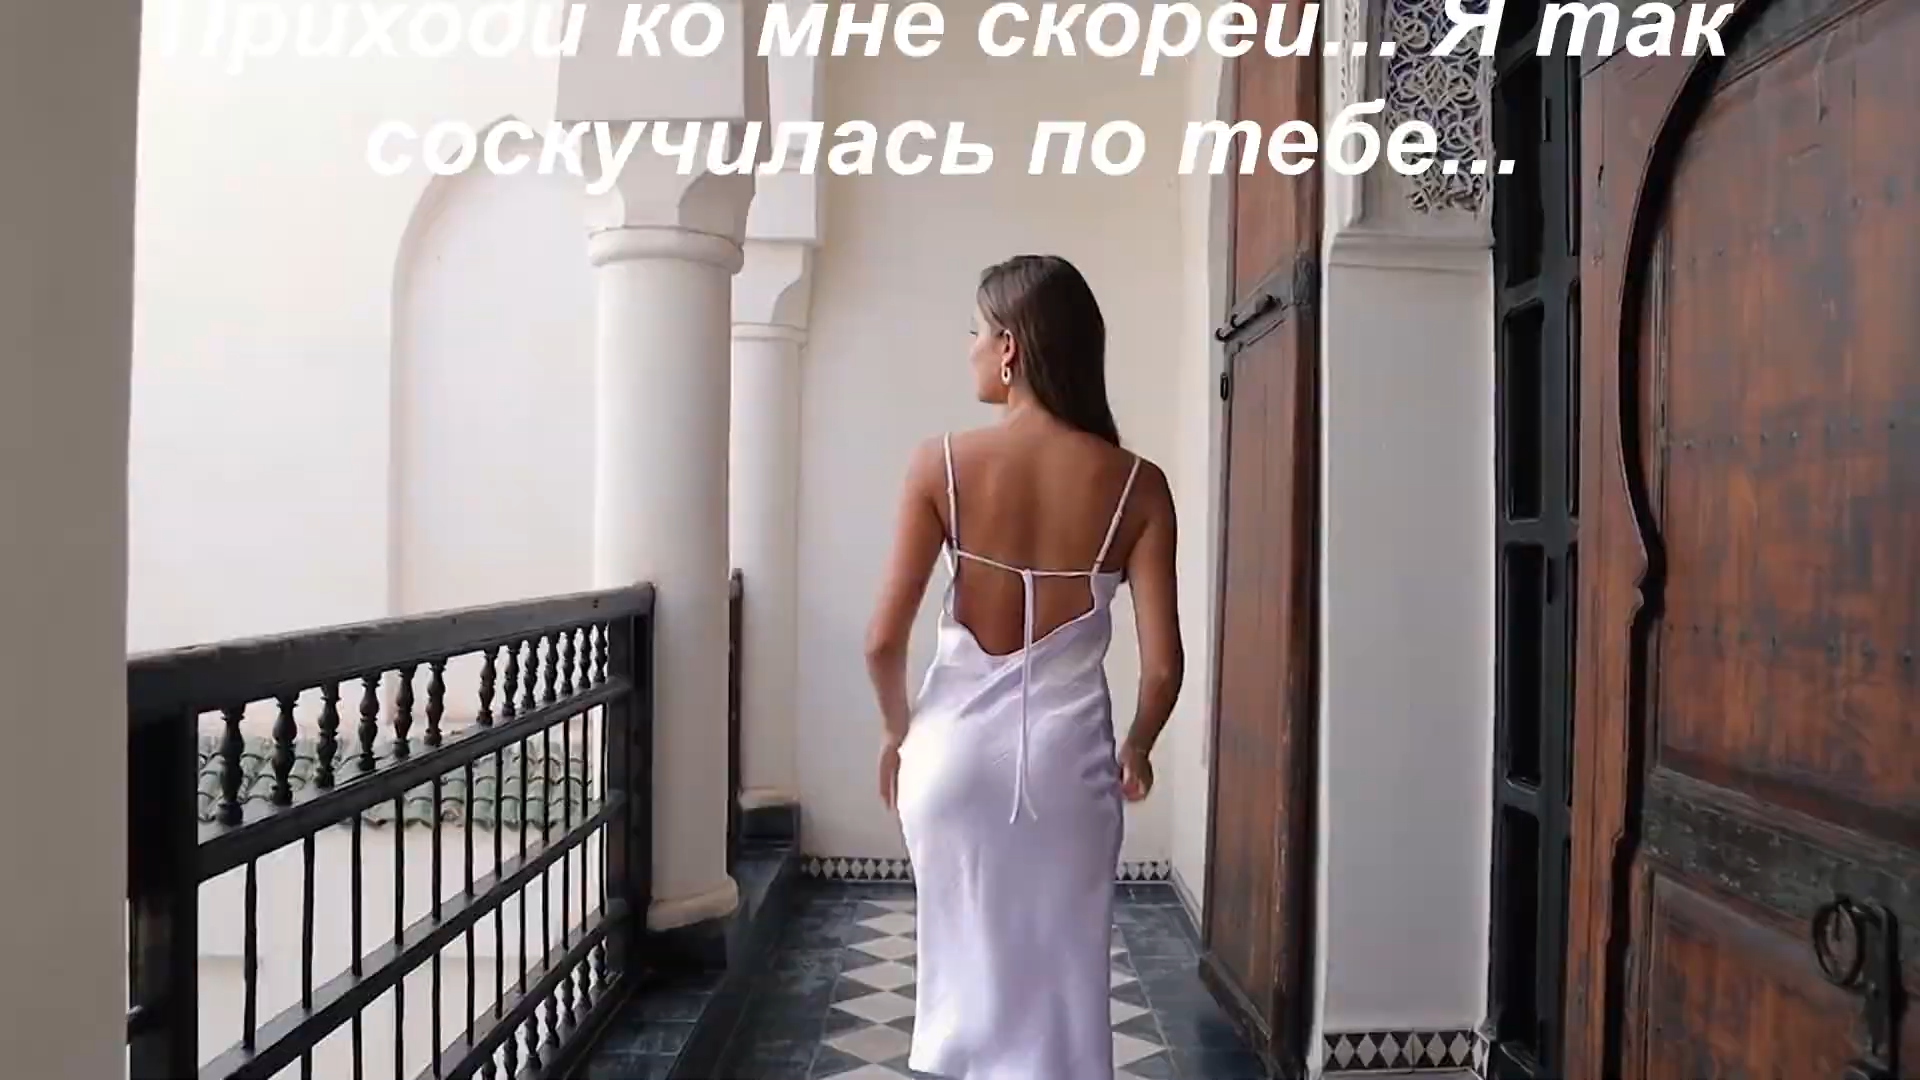 Приходи ко мне скорей... Я так
соскучилась по тебе...